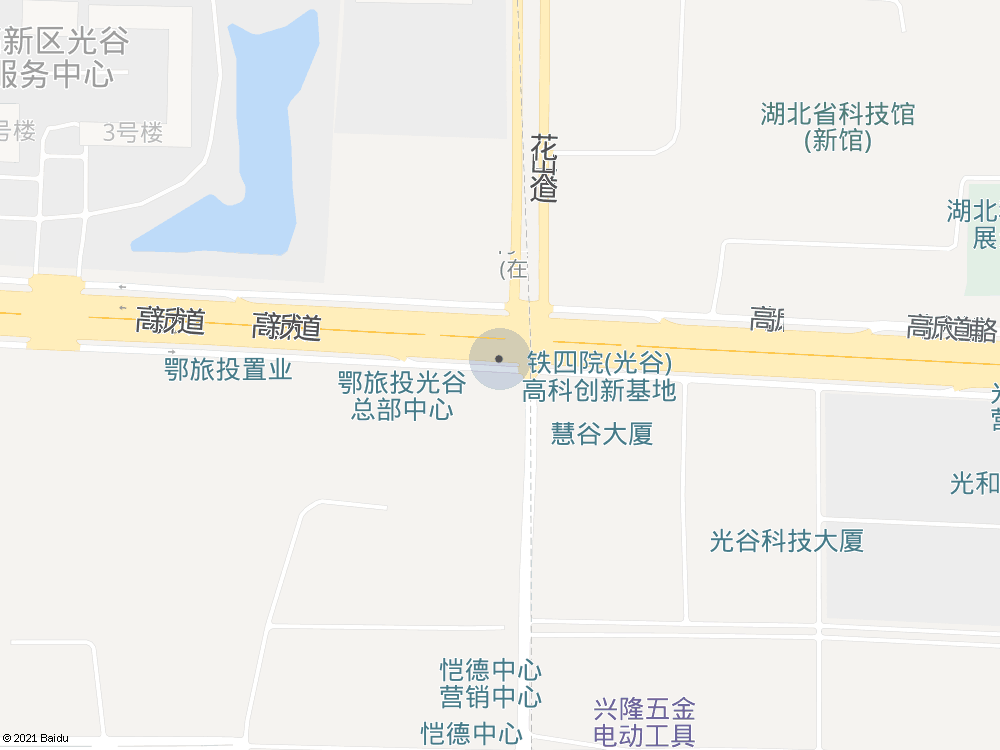 新区光谷
服务中心
号楼
3号楼
湖北省科技馆
(新馆)
花山大道
湖北
展
(在
高新大道
高新大道
高新大道
鄂旅投置业
鄂旅投光谷
总部中心
铁四院(光谷)
高科创新基地
慧谷大厦
光和
光谷科技大厦
恺德中心
营销中心
恺德中心
兴隆五金
电动工具
© 2021 Baidu